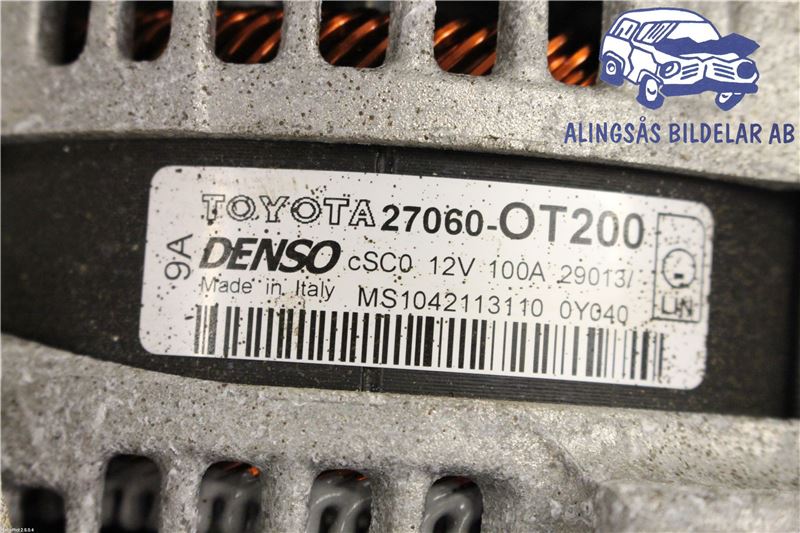 ALINGSÅS BILDELAR AB
TOYOTA 27060-OT200
9A
DENSO cSC0 12V 100A 29013/
Made in Italy MS1042113110 0Y040
LIN